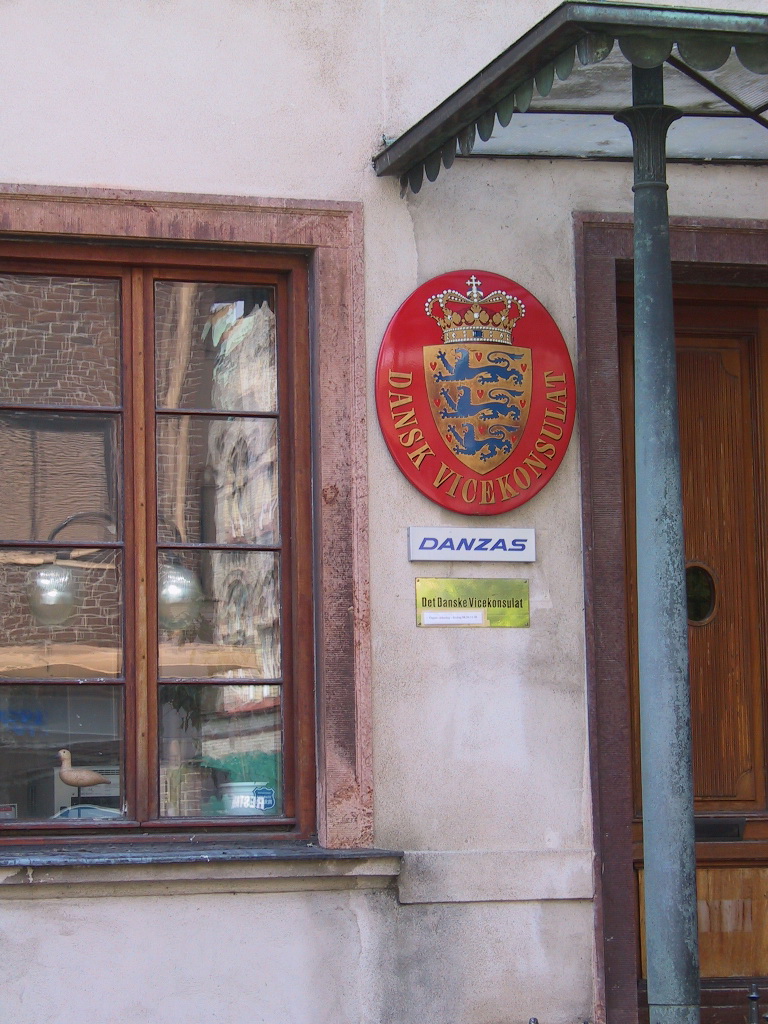 DANSK VICEKONSULAT
DANZAS
Det Danske Vicekonsulat